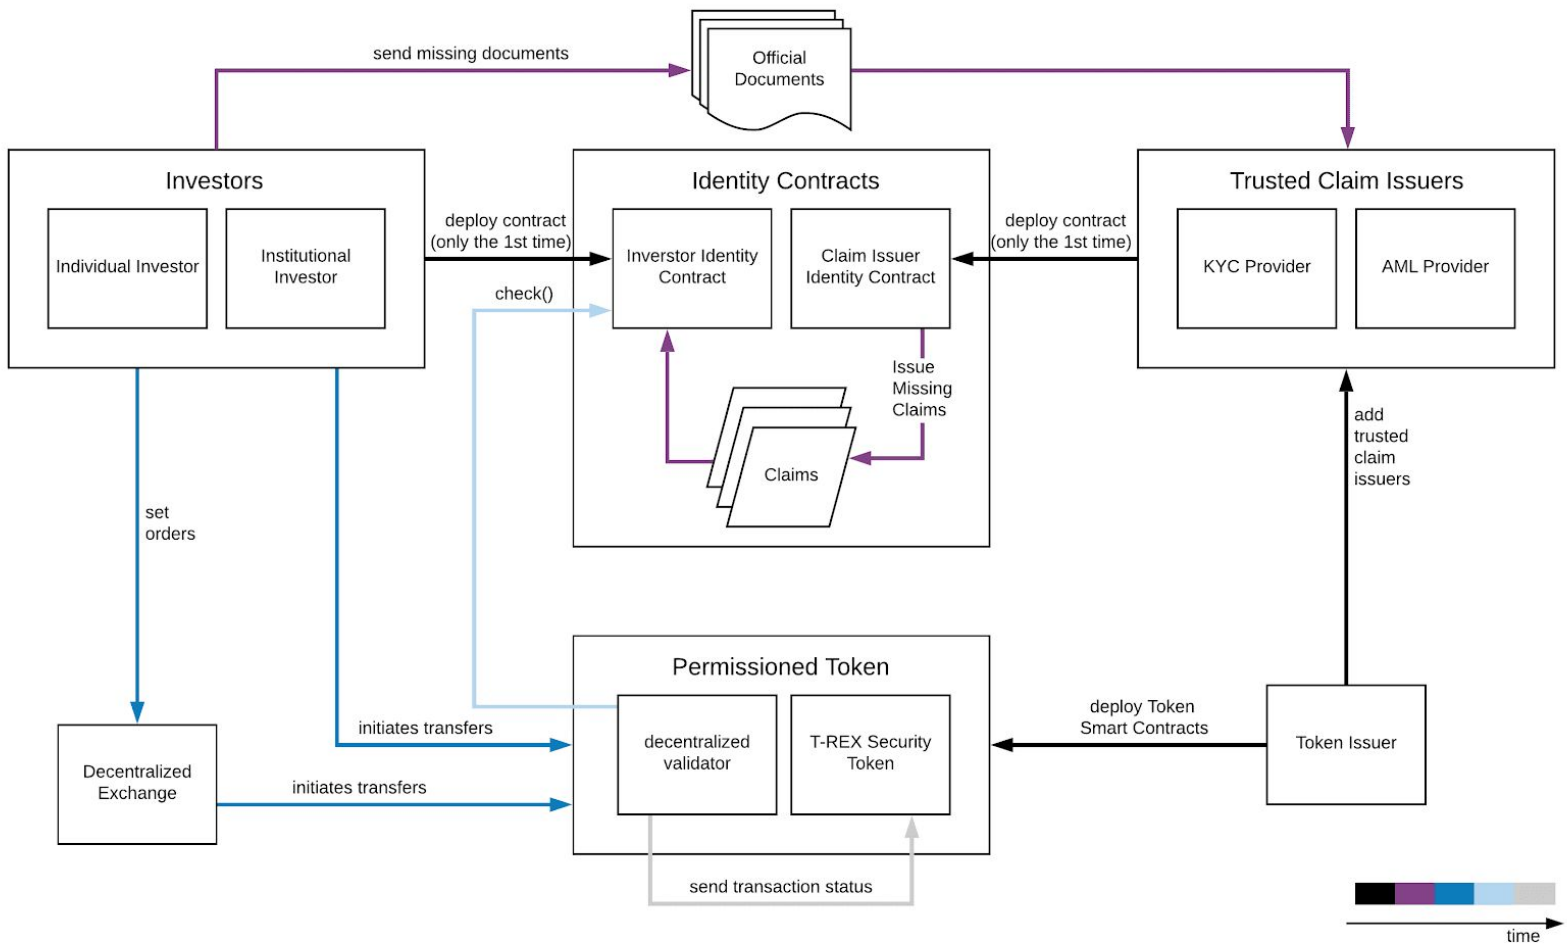 send missing documents
Official
Documents
Investors
Individual Investor
Institutional
Investor
deploy contract
(only the 1st time)
Identity Contracts
Inverstor Identity
Contract
Claim Issuer
Identity Contract
deploy contract
(only the 1st time)
Trusted Claim Issuers
KYC Provider
AML Provider
check()
Issue
Missing
Claims
Claims
add
trusted
claim
issuers
set
orders
Permissioned Token
decentralized
validator
T-REX Security
Token
deploy Token
Smart Contracts
Token Issuer
initiates transfers
Decentralized
Exchange
initiates transfers
send transaction status
time